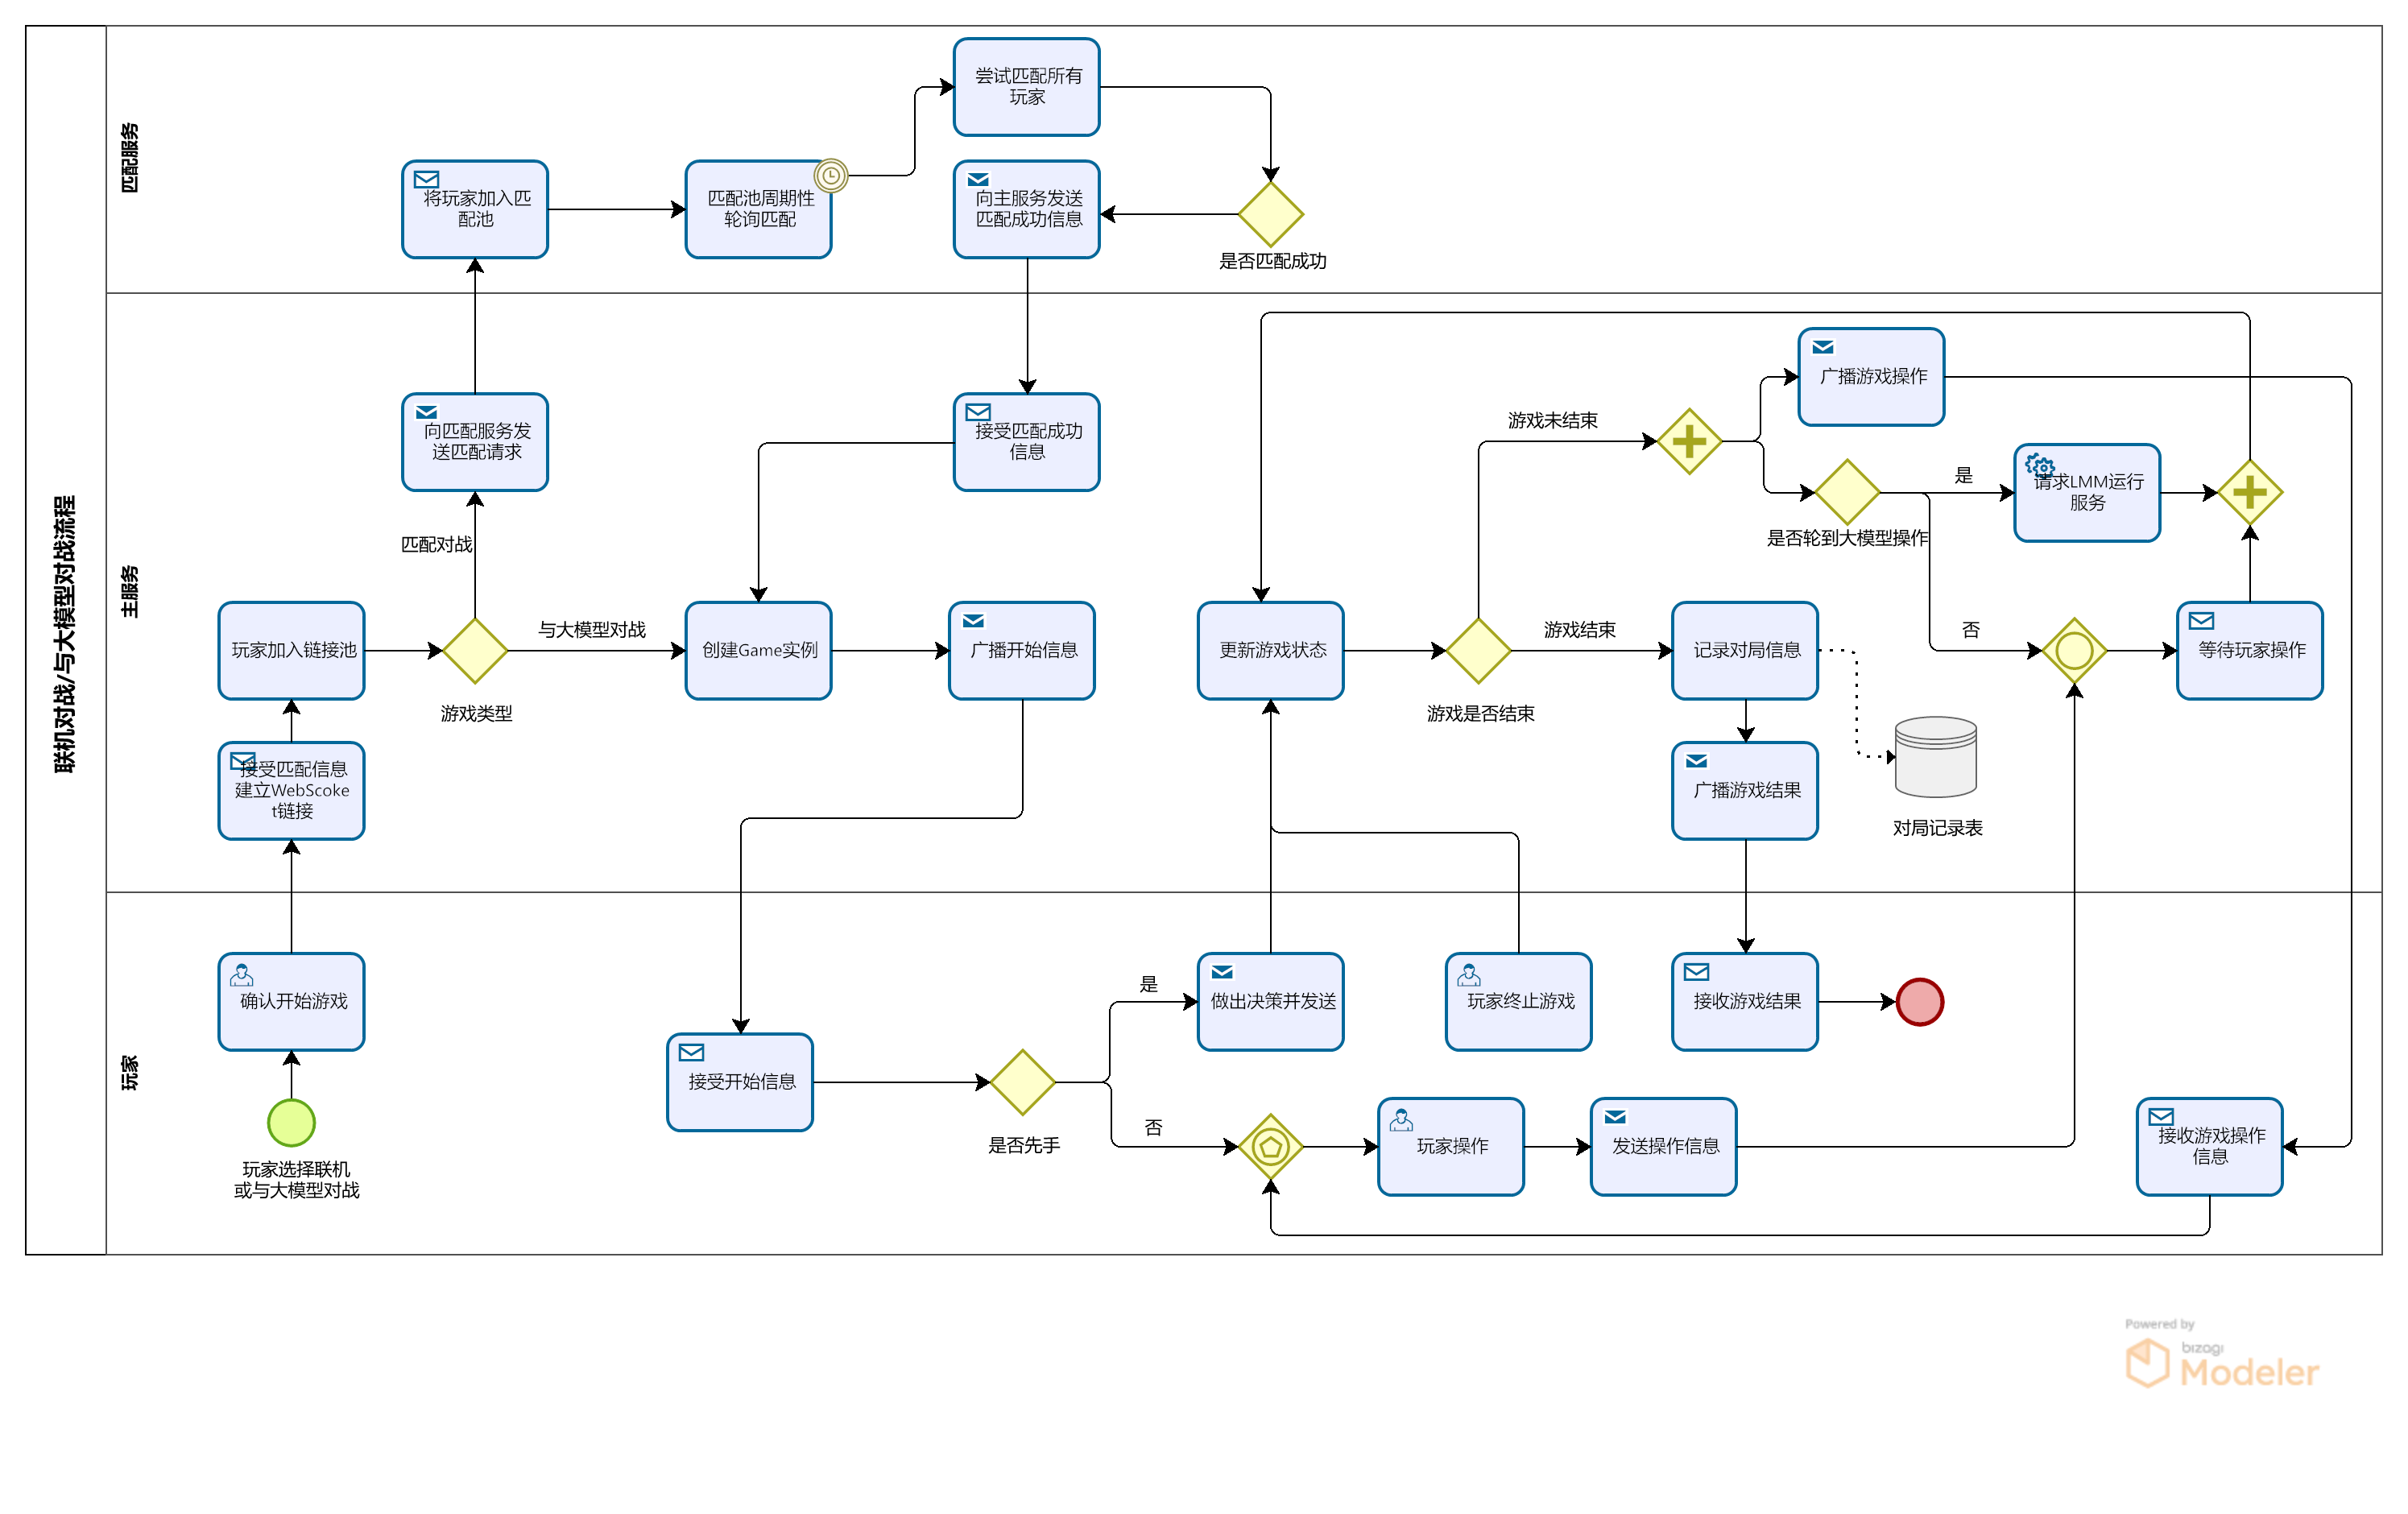 联机对战/与大模型对战流程
匹配服务
尝试匹配所有
玩家
将玩家加入匹
配池
匹配池周期性
轮询匹配
向主服务发送
匹配成功信息
是否匹配成功
主服务
向匹配服务发
送匹配请求
接受匹配成功
信息
广播游戏操作
游戏未结束
是
请求LMM运行
服务
是否轮到大模型操作
匹配对战
玩家加入链接池
与大模型对战
创建Game实例
广播开始信息
更新游戏状态
游戏结束
记录对局信息
否
等待玩家操作
游戏类型
游戏是否结束
接受匹配信息
建立WebScoke
t链接
广播游戏结果
对局记录表
玩家
确认开始游戏
是
做出决策并发送
玩家终止游戏
接收游戏结果
接受开始信息
是否先手
否
玩家操作
发送操作信息
接收游戏操作
信息
玩家选择联机
或与大模型对战
Powered by
bizagi
Modeler